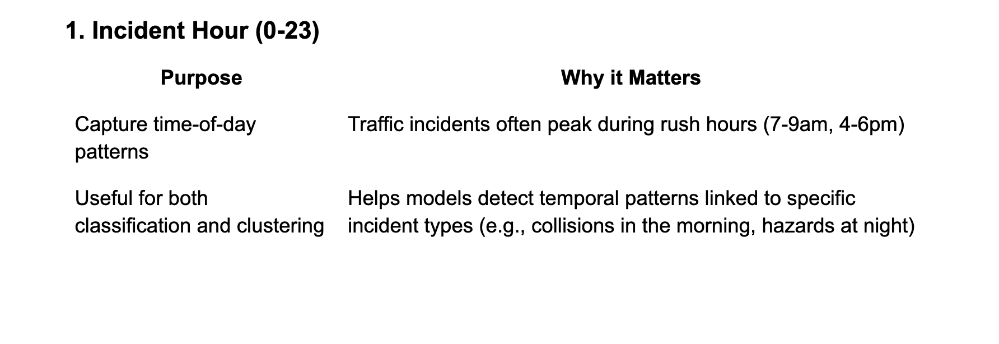 1. Incident Hour (0-23)
Purpose
Why it Matters
Capture time-of-day
patterns
Traffic incidents often peak during rush hours (7-9am, 4-6pm)
Useful for both
classification and clustering
Helps models detect temporal patterns linked to specific
incident types (e.g., collisions in the morning, hazards at night)